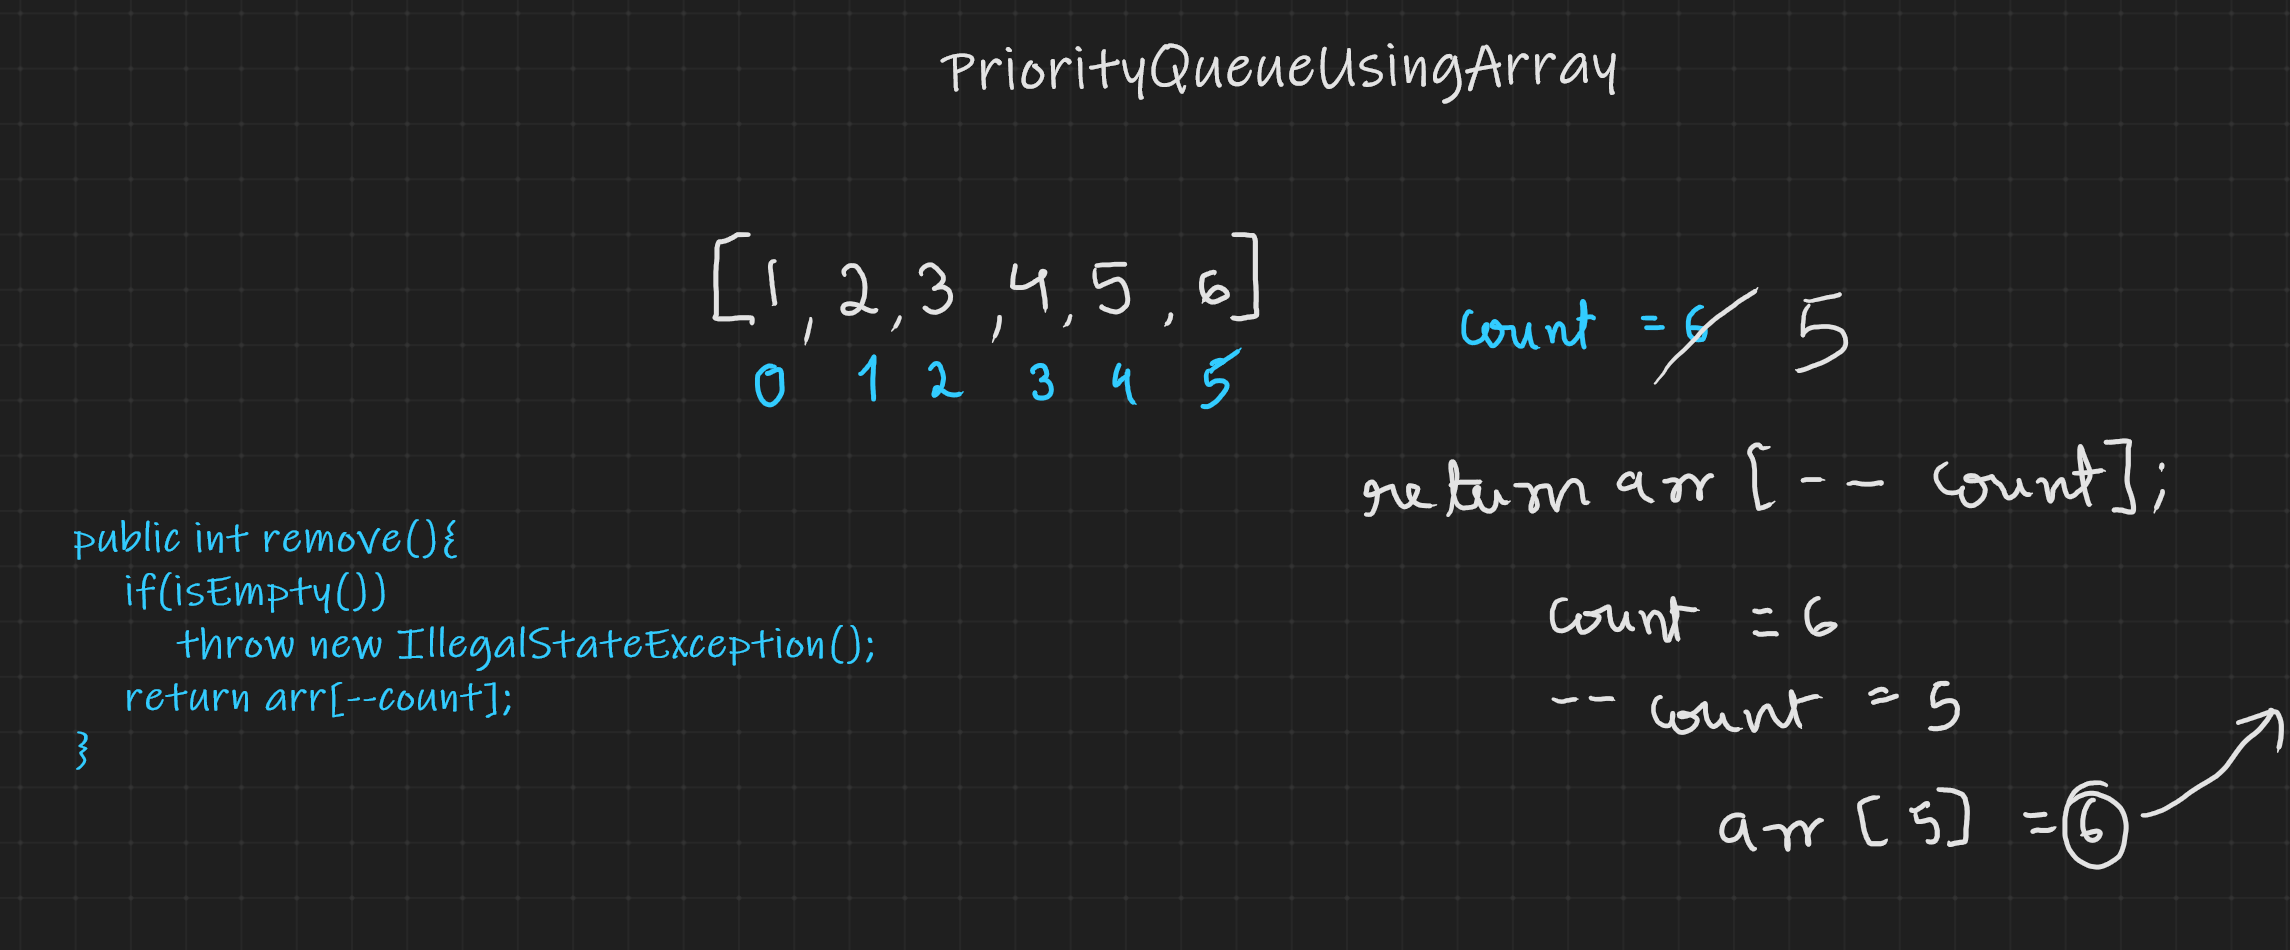 PriorityQueueUsingArray
[1, 2, 3, 4, 5, 6]
0 1 2 3 4 5
count = 6 5
return arr [-- count];
public int remove(){
if(isEmpty())
throw new IllegalStateException();
return arr[--count];
}
count = 6
-- count = 5
arr [5] = 6